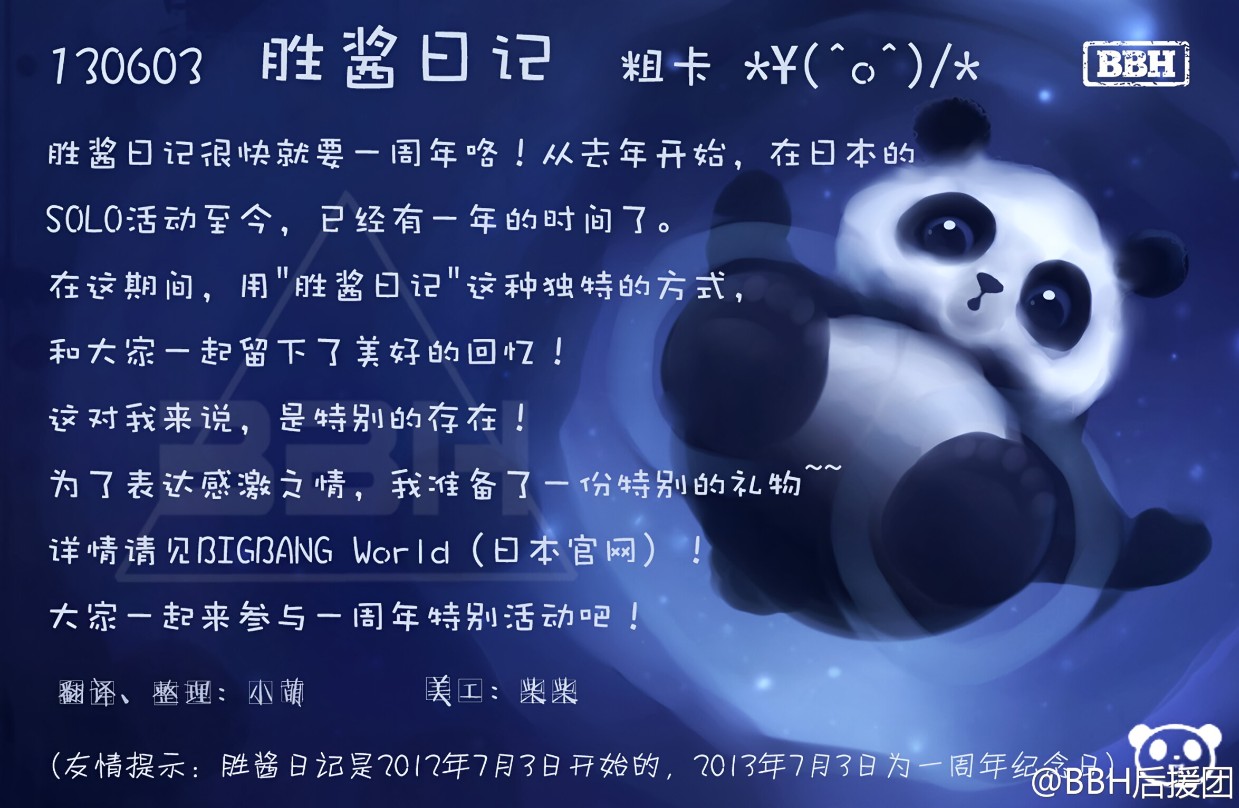 130603 胜酱日记 粗卡 *¥(^o^)/*
BBH
胜酱日记很快就要一周年咯！从去年开始，在日本的
SOLO活动至今，已经有一年的时间了。
在这期间，用"胜酱日记"这种独特的方式，
和大家一起留下了美好的回忆！
这对我来说，是特别的存在！
为了表达感激之情，我准备了一份特别的礼物~~
详情请见BIGBANG World（日本官网）！
大家一起来参与一周年特别活动吧！
BBH
翻译、整理：小萌 美工：柴柴
(友情提示：胜酱日记是2012年7月3日开始的，2013年7月3日为一周年纪念日)
@BBH后援团